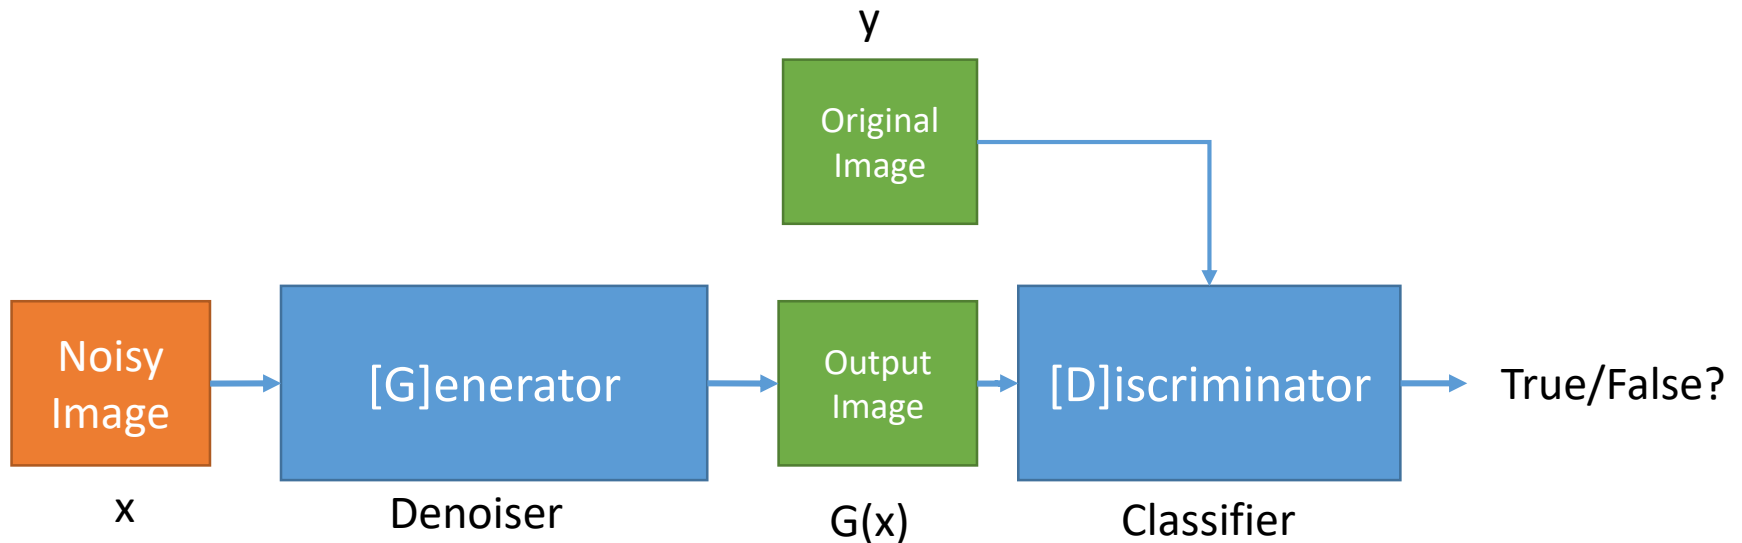 y
Original
Image
Noisy
Image
[G]enerator
Output
Image
[D]iscriminator
True/False?
x
Denoiser
G(x)
Classifier